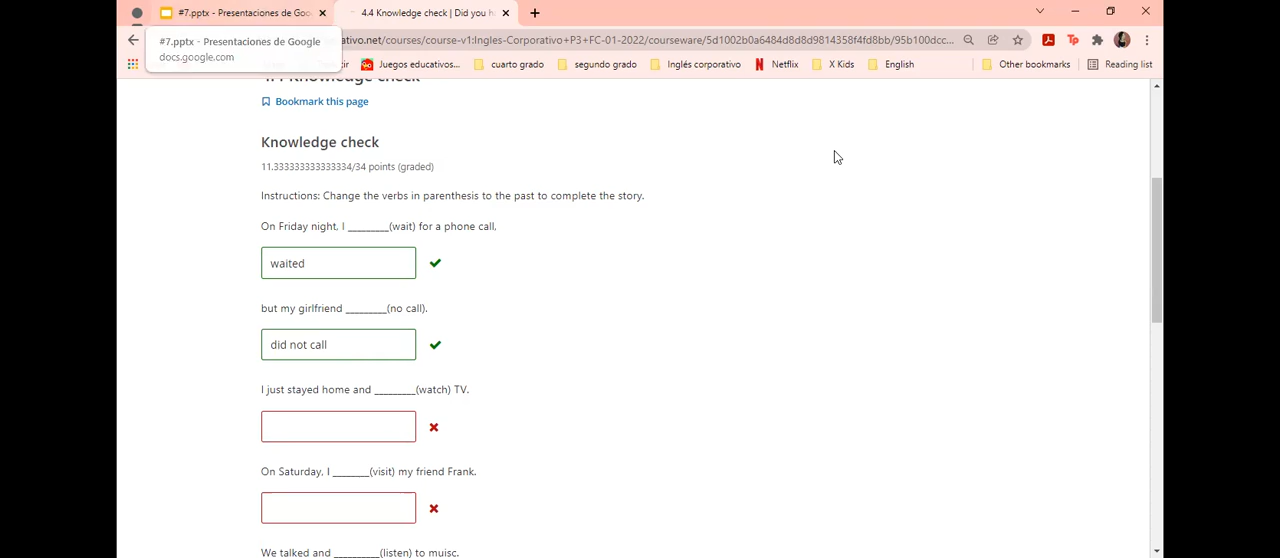 #7.pptx - Presentaciones de Goo
4.4 Knowledge check | Did you h
#7.pptx - Presentaciones de Google
docs.google.com
ativo.net/courses/course-v1:Ingles-Corporativo+P3+FC-01-2022/courseware/5d1002b0a6484d8d8d9814358f4fd8bb/95b100dcc...
Juegos educativos... cuarto grado segundo grado Inglés corporativo Netflix X Kids English Other bookmarks Reading list
4.4 Knowledge check
Bookmark this page
Knowledge check
11.333333333333334/34 points (graded)
Instructions: Change the verbs in parenthesis to the past to complete the story.
On Friday night, I ________(wait) for a phone call,
waited
but my girlfriend ________(no call).
did not call
I just stayed home and ________(watch) TV.
On Saturday, I _______(visit) my friend Frank.
We talked and _________(listen) to muisc.